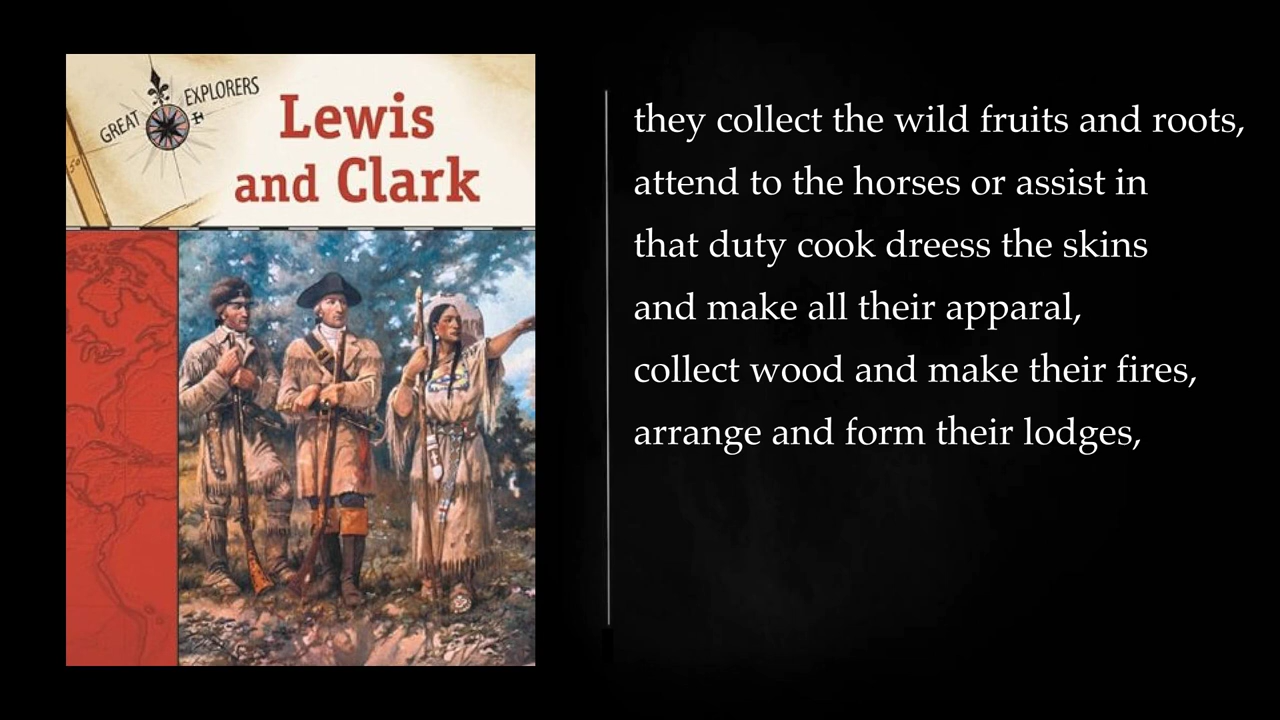 GREAT EXPLORERS
Lewis
and Clark
50
they collect the wild fruits and roots,
attend to the horses or assist in
that duty cook dreess the skins
and make all their apparal,
collect wood and make their fires,
arrange and form their lodges,